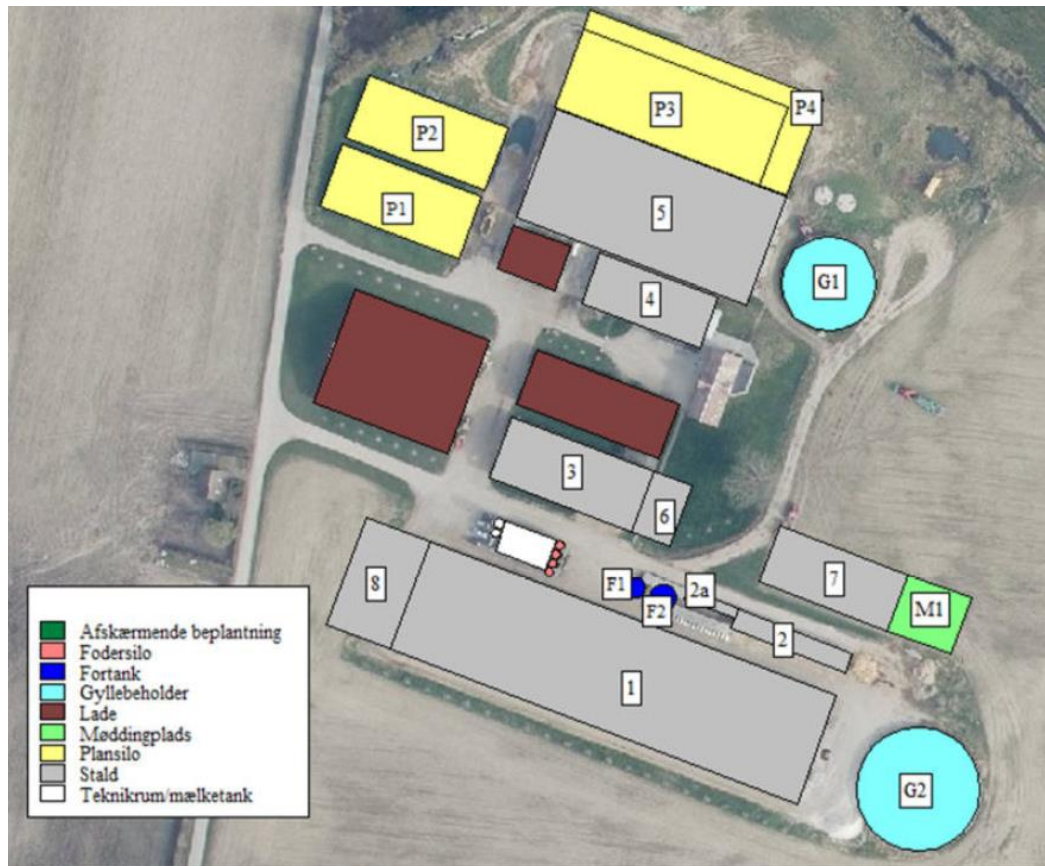 P4
P3
P2
P1
5
G1
4
3
6
7
8
F1
2a
F2
M1
2
1
G2
Afskærmende beplantning
Fodersilo
Fortank
Gyllebeholder
Lade
Møddingplads
Plansilo
Stald
Teknikrum/mælketank